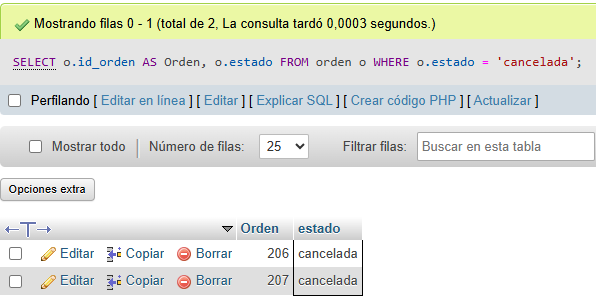 Mostrando filas 0 - 1 (total de 2, La consulta tardó 0,0003 segundos.)
SELECT o.id_orden AS Orden, o.estado FROM orden o WHERE o.estado = 'cancelada';
Perfilando [ Editar en línea ] [ Editar ] [ Explicar SQL ] [ Crear código PHP ] [ Actualizar ]
Mostrar todo Número de filas: 25 Filtrar filas: Buscar en esta tabla
Opciones extra
Orden estado
Editar Copiar Borrar 206 cancelada
Editar Copiar Borrar 207 cancelada